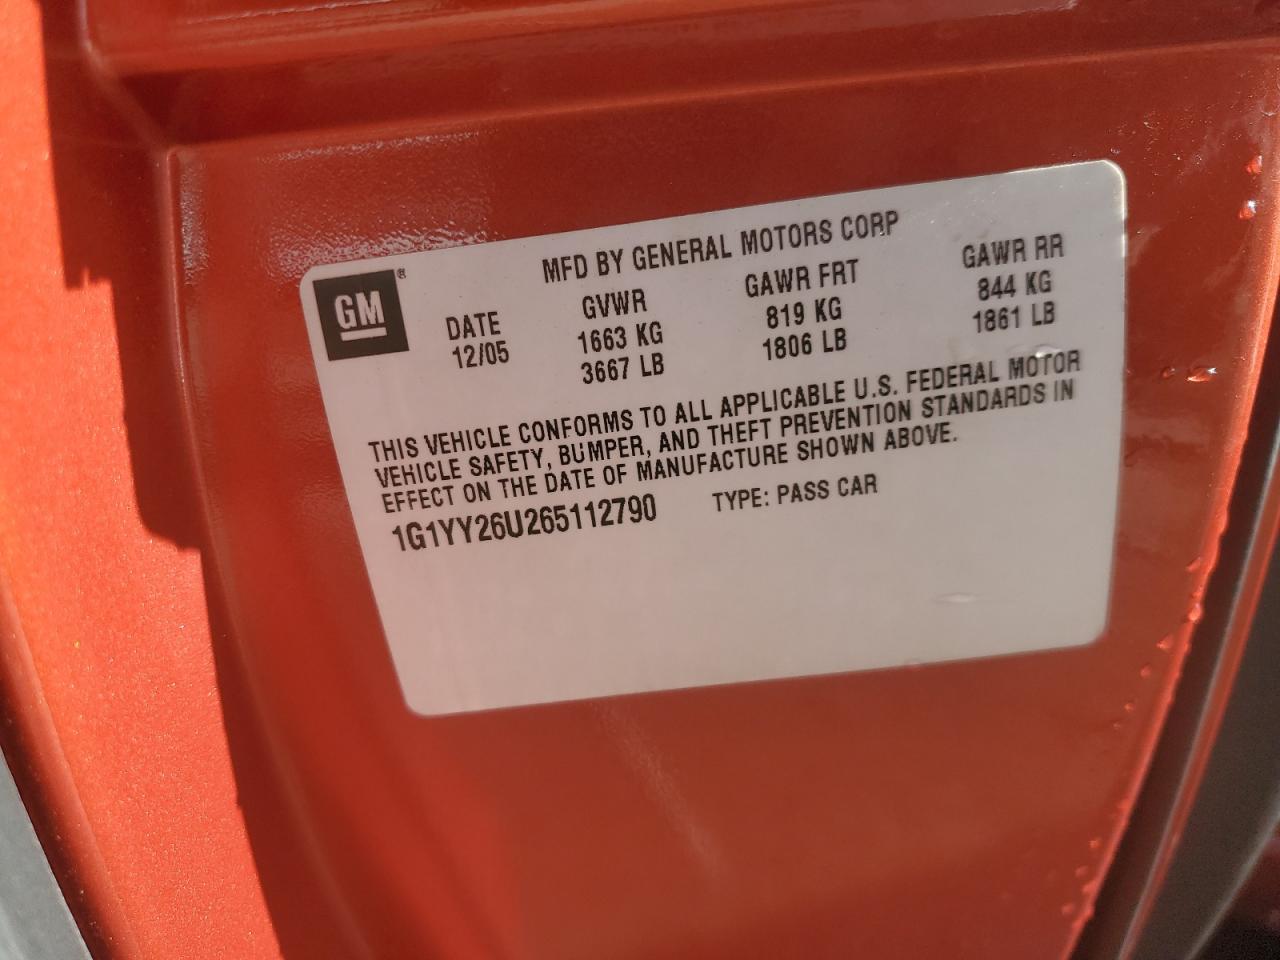 GM®
MFD BY GENERAL MOTORS CORP
DATE GVWR GAWR FRT GAWR RR
12/05 1663 KG 819 KG 844 KG
3667 LB 1806 LB 1861 LB
THIS VEHICLE CONFORMS TO ALL APPLICABLE U.S. FEDERAL MOTOR
VEHICLE SAFETY, BUMPER, AND THEFT PREVENTION STANDARDS IN
EFFECT ON THE DATE OF MANUFACTURE SHOWN ABOVE.
1G1YY26U265112790 TYPE: PASS CAR